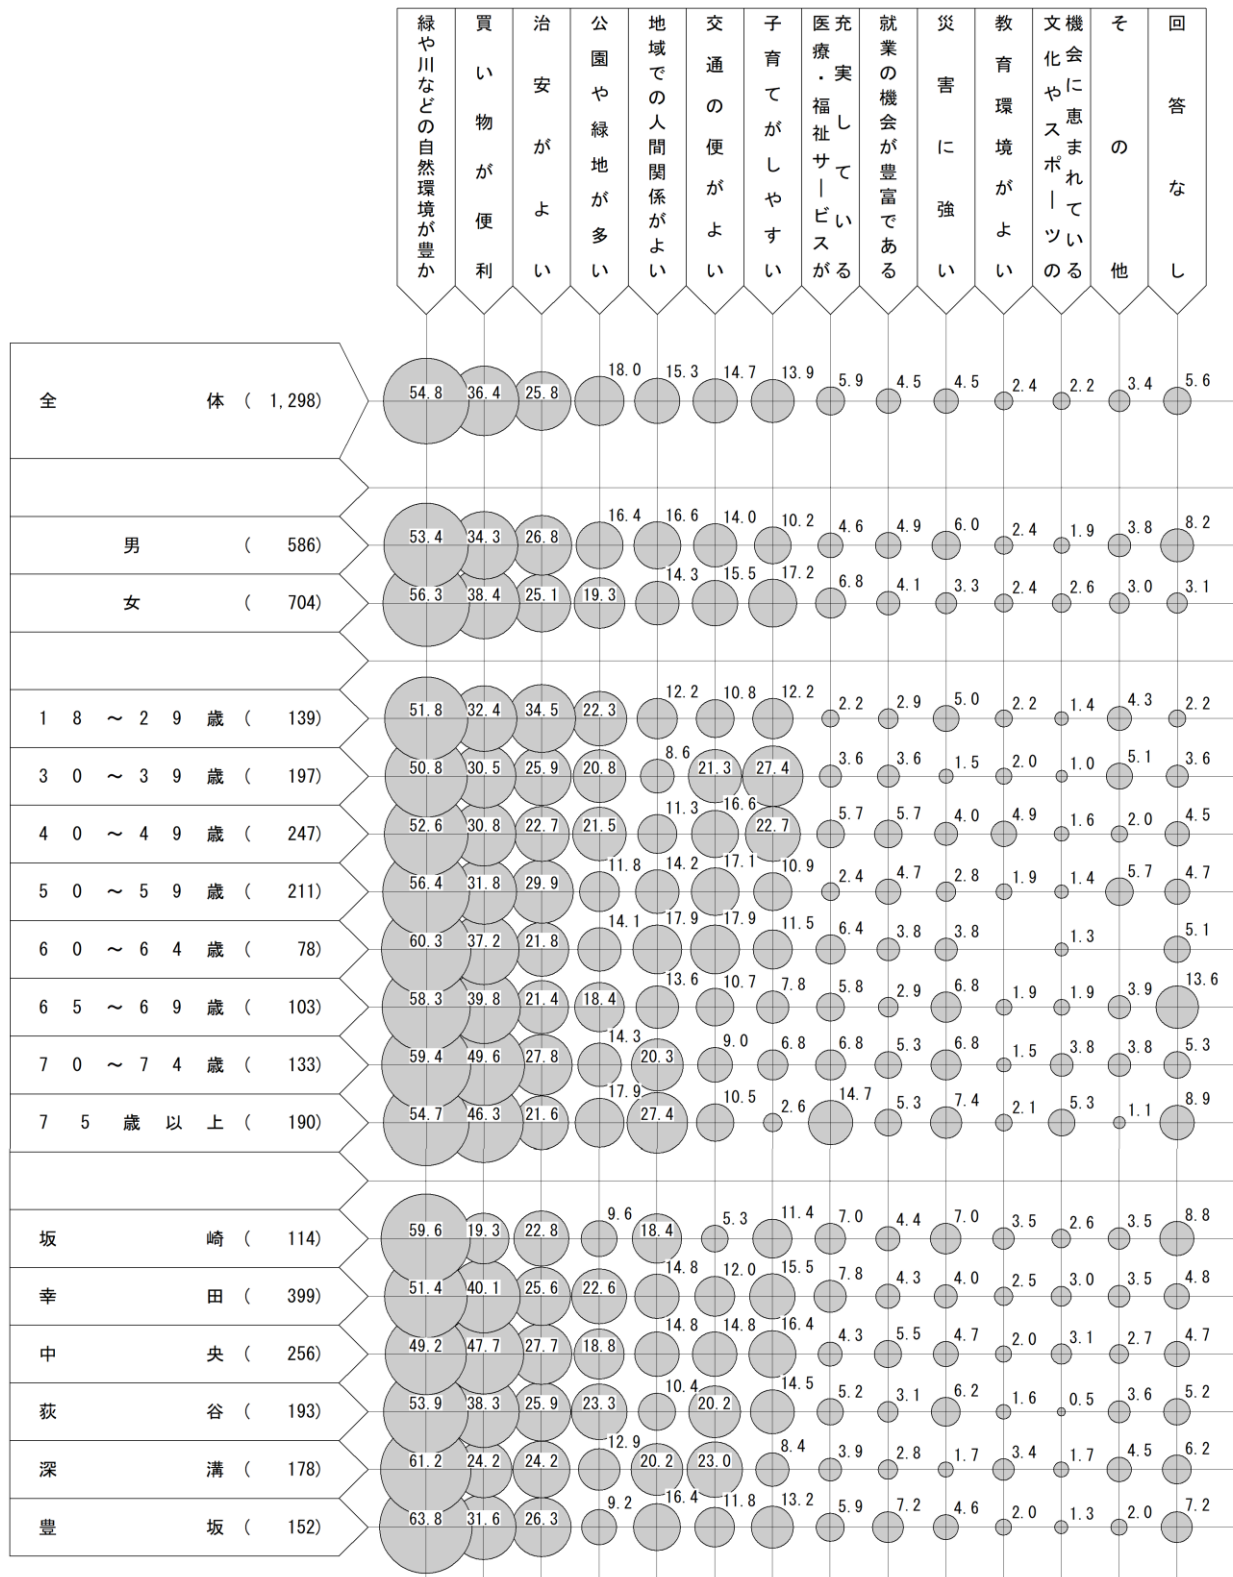 緑や川などの自然環境が豊か
買い物が便利
治安がよい
公園や緑地が多い
地域での人間関係がよい
交通の便がよい
子育てがしやすい
医療・福祉サービスが
充実している
就業の機会が豊富である
災害に強い
教育環境がよい
文化やスポーツの
機会に恵まれている
その他
回答なし
全体 ( 1,298) 54.8 36.4 25.8 18.0 15.3 14.7 13.9 5.9 4.5 4.5 2.4 2.2 3.4 5.6
男 ( 586) 53.4 34.3 26.8 16.4 16.6 14.0 10.2 4.6 4.9 6.0 2.4 1.9 3.8 8.2
女 ( 704) 56.3 38.4 25.1 19.3 14.3 15.5 17.2 6.8 4.1 3.3 2.4 2.6 3.0 3.1
18～29歳 ( 139) 51.8 32.4 34.5 22.3 12.2 10.8 12.2 2.2 2.9 5.0 2.2 1.4 4.3 2.2
30～39歳 ( 197) 50.8 30.5 25.9 20.8 8.6 21.3 27.4 3.6 3.6 1.5 2.0 1.0 5.1 3.6
40～49歳 ( 247) 52.6 30.8 22.7 21.5 11.3 16.6 22.7 5.7 5.7 4.0 4.9 1.6 2.0 4.5
50～59歳 ( 211) 56.4 31.8 29.9 11.8 14.2 17.1 10.9 2.4 4.7 2.8 1.9 1.4 5.7 4.7
60～64歳 ( 78) 60.3 37.2 21.8 14.1 17.9 17.9 11.5 6.4 3.8 3.8 1.3 5.1
65～69歳 ( 103) 58.3 39.8 21.4 18.4 13.6 10.7 7.8 5.8 2.9 6.8 1.9 1.9 3.9 13.6
70～74歳 ( 133) 59.4 49.6 27.8 14.3 20.3 9.0 6.8 6.8 5.3 6.8 1.5 3.8 3.8 5.3
75歳以上 ( 190) 54.7 46.3 21.6 17.9 27.4 10.5 2.6 14.7 5.3 7.4 2.1 5.3 1.1 8.9
坂崎 ( 114) 59.6 19.3 22.8 9.6 18.4 5.3 11.4 7.0 4.4 7.0 3.5 2.6 3.5 8.8
幸田 ( 399) 51.4 40.1 25.6 22.6 14.8 12.0 15.5 7.8 4.3 4.0 2.5 3.0 3.5 4.8
中央 ( 256) 49.2 47.7 27.7 18.8 14.8 14.8 16.4 4.3 5.5 4.7 2.0 3.1 2.7 4.7
荻谷 ( 193) 53.9 38.3 25.9 23.3 10.4 20.2 14.5 5.2 3.1 6.2 1.6 0.5 3.6 5.2
深溝 ( 178) 61.2 24.2 24.2 12.9 20.2 23.0 8.4 3.9 2.8 1.7 3.4 1.7 4.5 6.2
豊坂 ( 152) 63.8 31.6 26.3 9.2 16.4 11.8 13.2 5.9 7.2 4.6 2.0 1.3 2.0 7.2